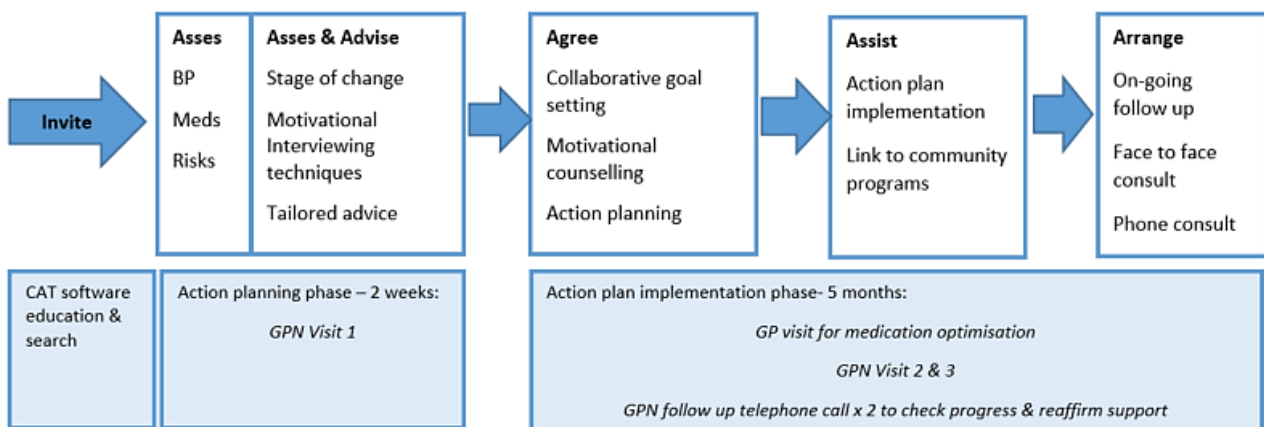 Invite
Asses
BP
Meds
Risks
Asses & Advise
Stage of change
Motivational
Interviewing
techniques
Tailored advice
Agree
Collaborative goal
setting
Motivational
counselling
Action planning
Assist
Action plan
implementation
Link to community
programs
Arrange
On-going
follow up
Face to face
consult
Phone consult
CAT software
education &
search
Action planning phase – 2 weeks:
GPN Visit 1
Action plan implementation phase- 5 months:
GP visit for medication optimisation
GPN Visit 2 & 3
GPN follow up telephone call x 2 to check progress & reaffirm support